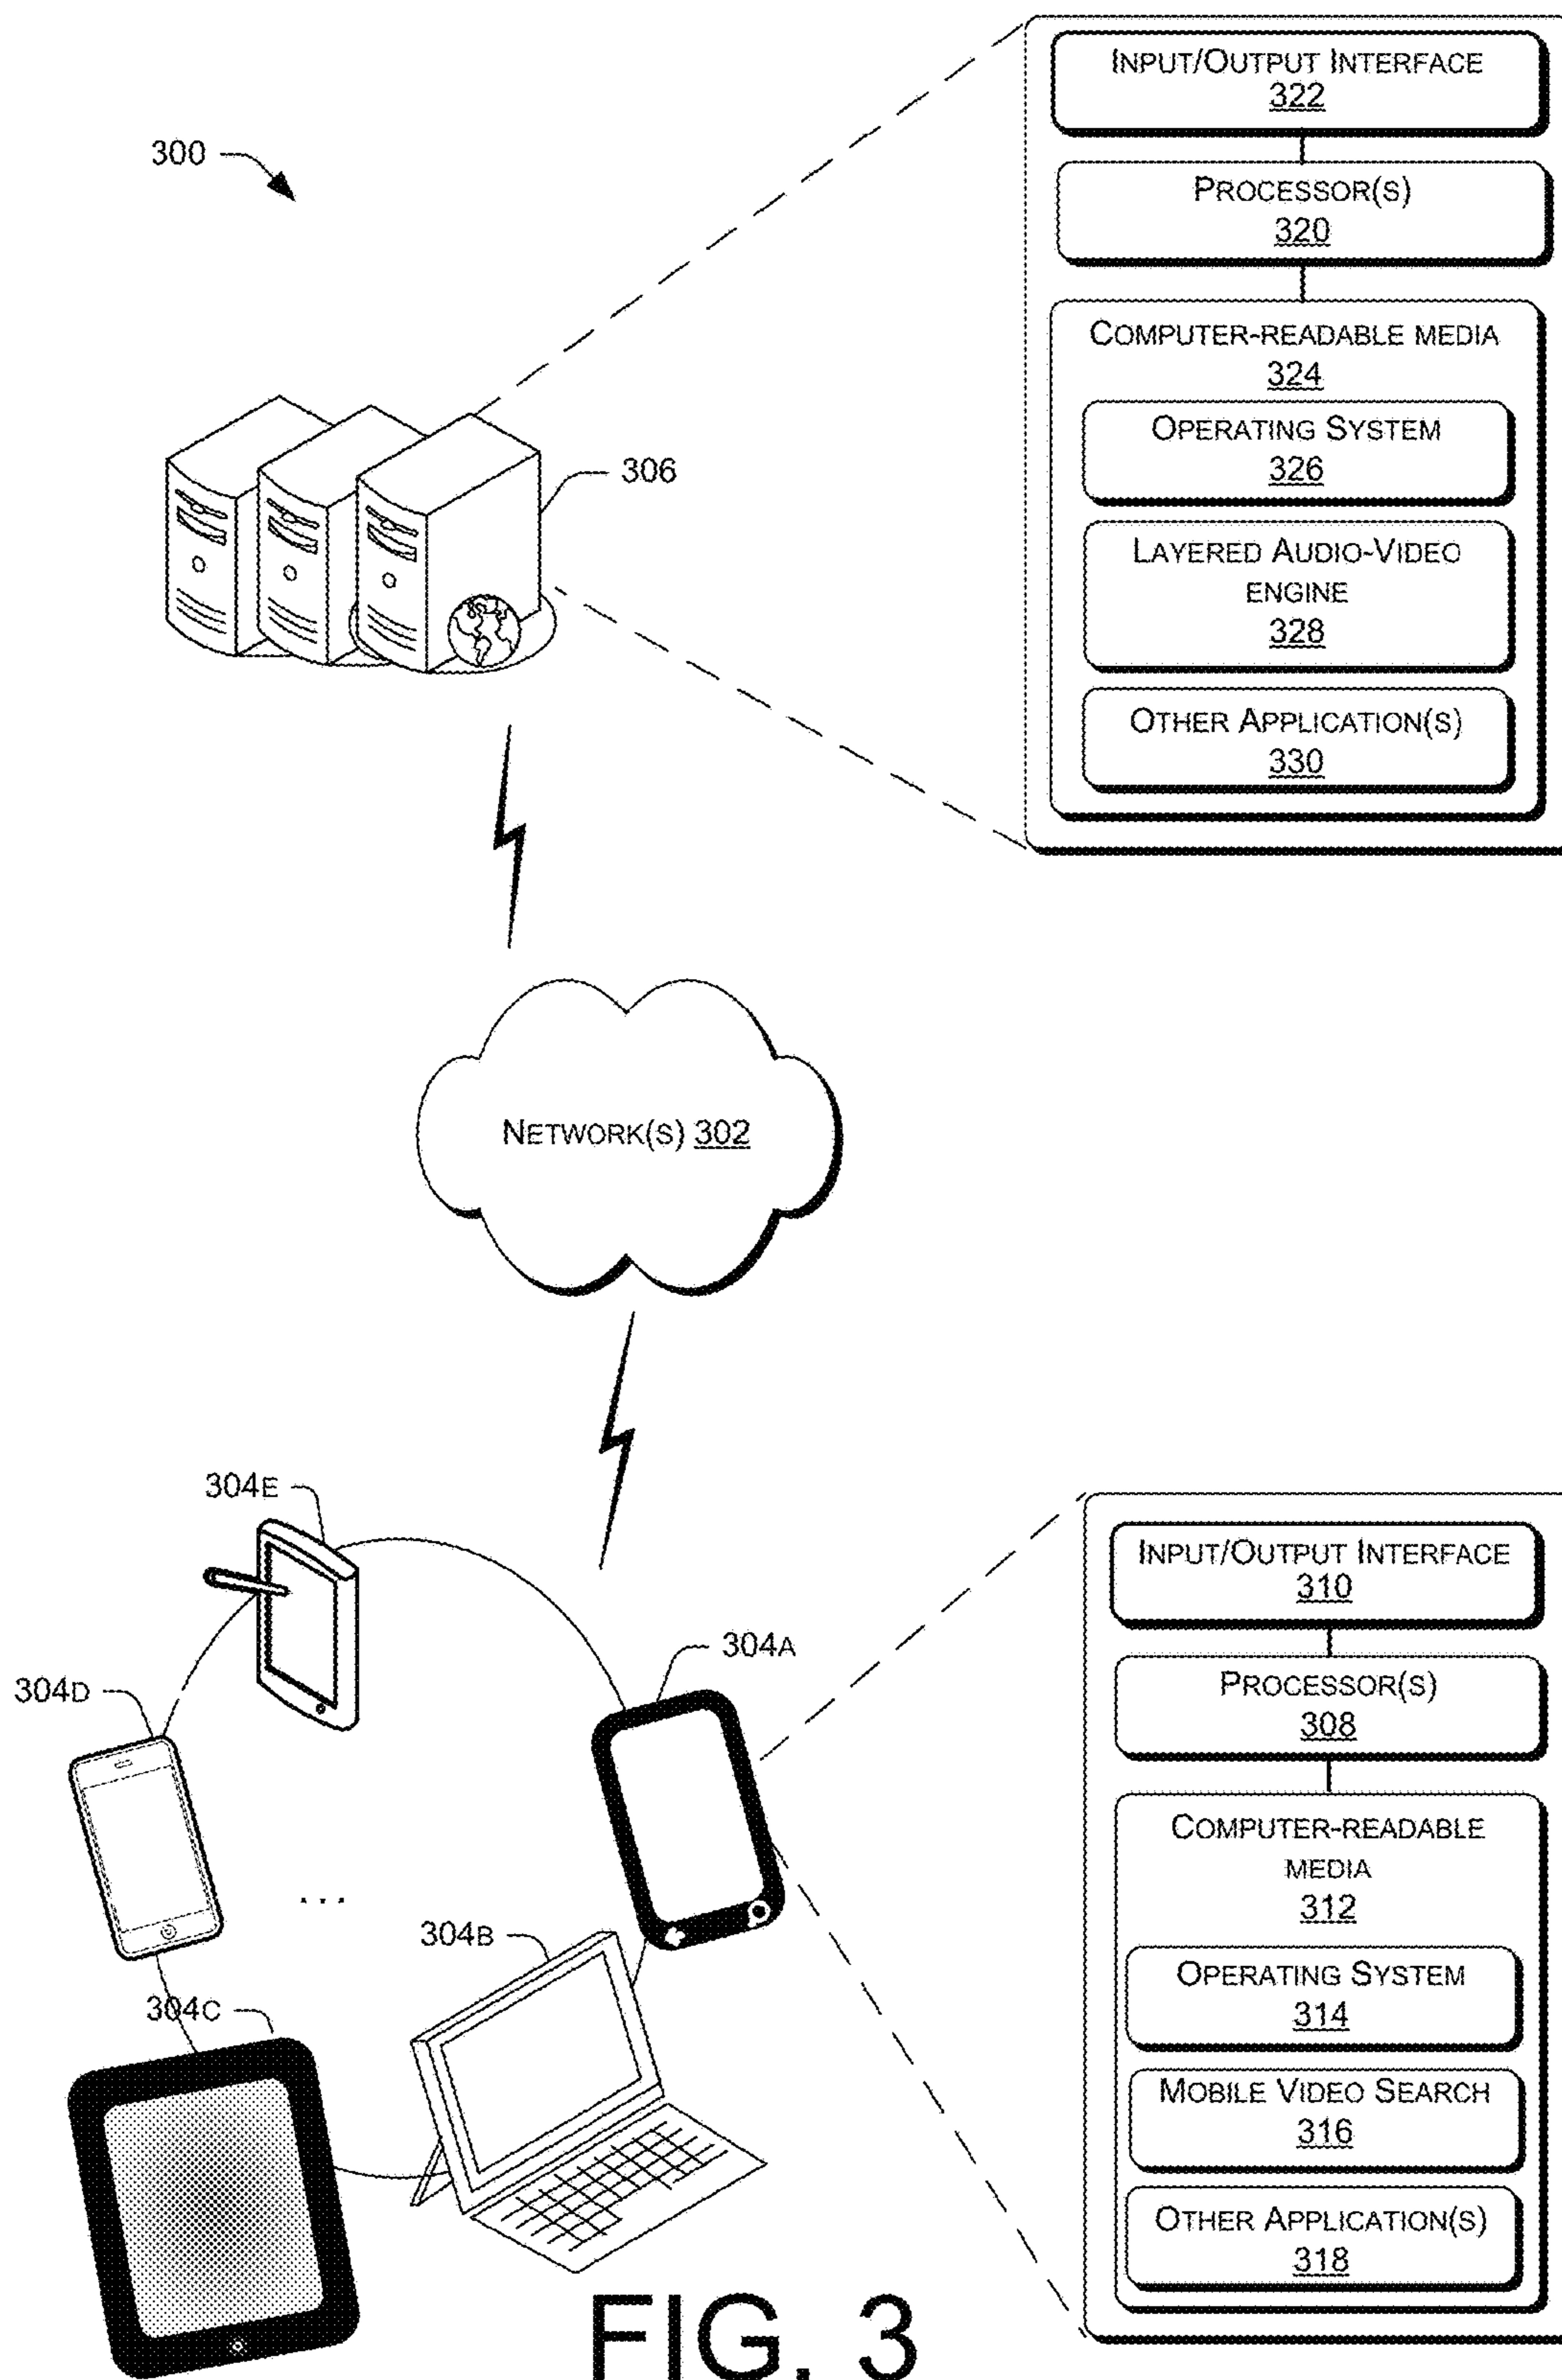 300
INPUT/OUTPUT INTERFACE
322
PROCESSOR(S)
320
COMPUTER-READABLE MEDIA
324
OPERATING SYSTEM
326
LAYERED AUDIO-VIDEO
ENGINE
328
OTHER APPLICATION(S)
330
306
NETWORK(S) 302
304E
304A
304D
304B
304C
INPUT/OUTPUT INTERFACE
310
PROCESSOR(S)
308
COMPUTER-READABLE
MEDIA
312
OPERATING SYSTEM
314
MOBILE VIDEO SEARCH
316
OTHER APPLICATION(S)
318
FIG. 3